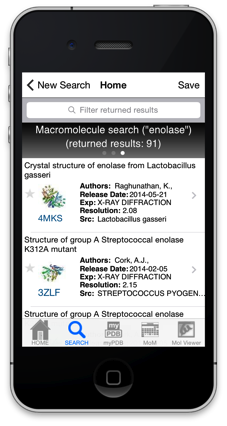 New Search Home Save
Filter returned results
Macromolecule search ("enolase")
(returned results: 91)
Crystal structure of enolase from Lactobacillus
gasseri
Authors: Raghunathan, K.,
Release Date: 2014-05-21
Exp: X-RAY DIFFRACTION
Resolution: 2.08
Src: Lactobacillus gasseri
4MKS
Structure of group A Streptococcal enolase
K312A mutant
Authors: Cork, A.J.,
Release Date: 2014-02-05
Exp: X-RAY DIFFRACTION
Resolution: 2.15
Src: STREPTOCOCCUS PYOGEN...
3ZLF
Structure of group A Streptococcal enolase
my
PDB
HOME SEARCH myPDB MoM Mol Viewer